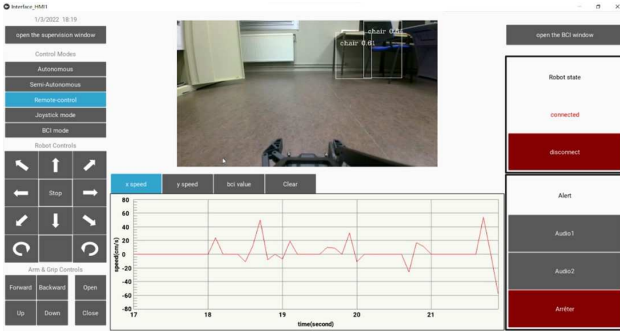 Interface_HMI1
1/3/2022 18:19
open the supervision window
Control Modes
Autonomous
Semi-Autonomous
Remote-control
Joystick mode
BCI mode
Robot Controls
Stop
Arm & Grip Controls
Forward Backward Open
Up Down Close
chair 0.61
x speed y speed bci value Clear
speed(cm/s)
80
60
40
20
0
-20
-40
-60
-80
17 18 19 20 21
time(second)
open the BCI window
Robot state
connected
disconnect
Alert
Audio1
Audio2
Arrêter